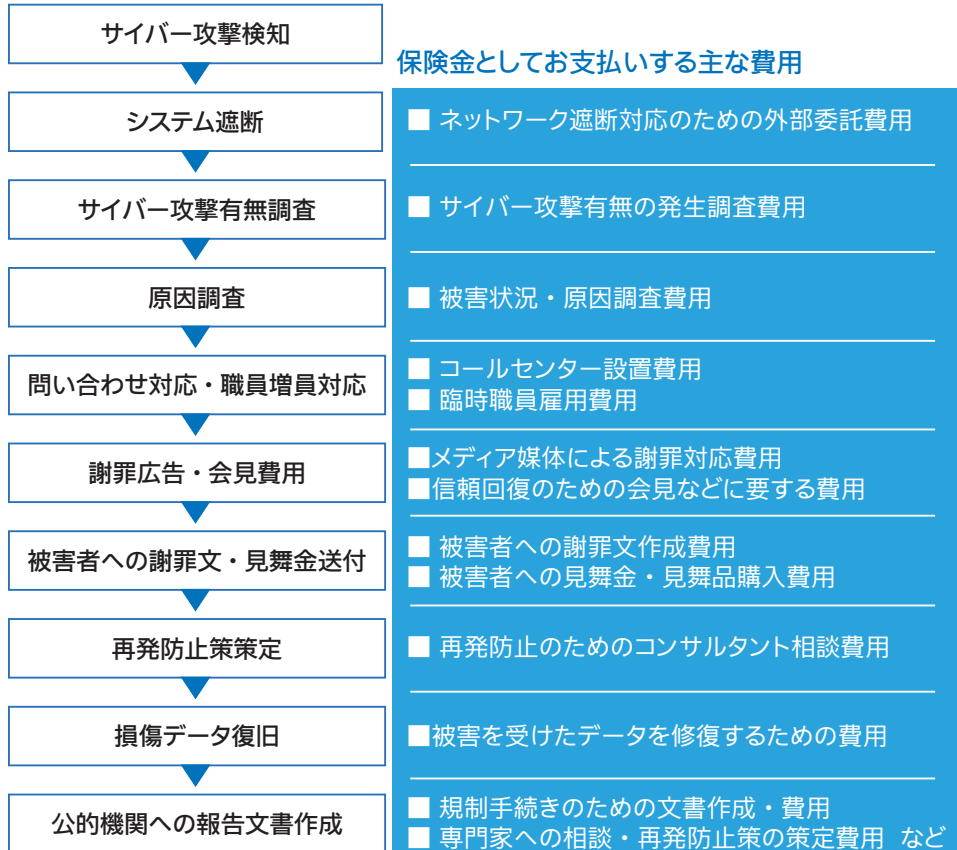 サイバー攻撃検知
保険金としてお支払いする主な費用
システム遮断
■ ネットワーク遮断対応のための外部委託費用
サイバー攻撃有無調査
■ サイバー攻撃有無の発生調査費用
原因調査
■ 被害状況・原因調査費用
問い合わせ対応・職員増員対応
■ コールセンター設置費用
■ 臨時職員雇用費用
謝罪広告・会見費用
■メディア媒体による謝罪対応費用
■信頼回復のための会見などに要する費用
被害者への謝罪文・見舞金送付
■ 被害者への謝罪文作成費用
■ 被害者への見舞金・見舞品購入費用
再発防止策策定
■ 再発防止のためのコンサルタント相談費用
損傷データ復旧
■被害を受けたデータを修復するための費用
公的機関への報告文書作成
■ 規制手続きのための文書作成・費用
■ 専門家への相談・再発防止策の策定費用 など